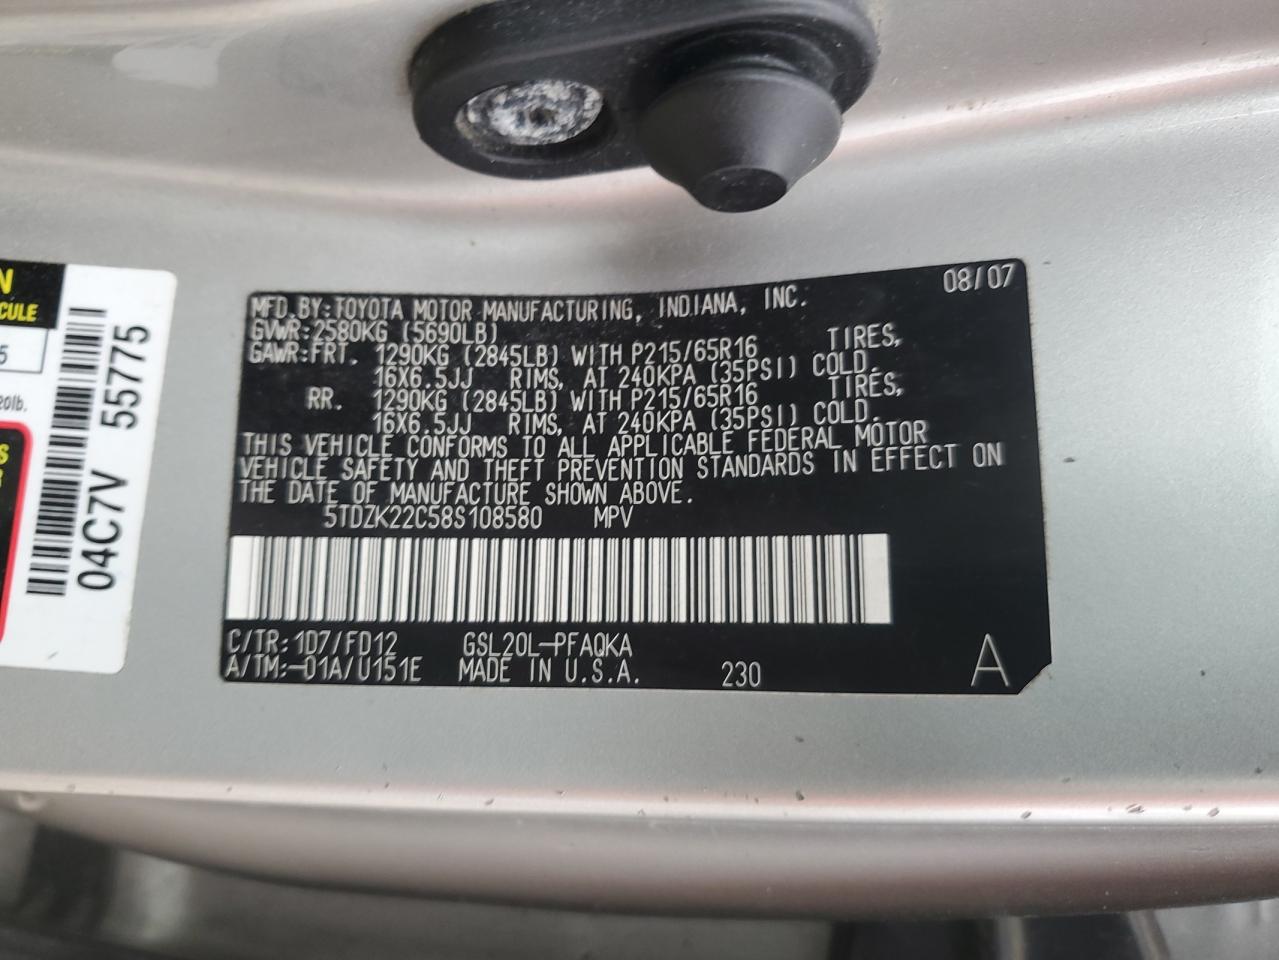 MFD.BY:TOYOTA MOTOR MANUFACTURING, INDIANA, INC. 08/07
GVWR:2580KG (5690LB)
GAWR:FRT. 1290KG (2845LB) WITH P215/65R16 TIRES,
16X6.5JJ RIMS, AT 240KPA (35PSI) COLD.
RR. 1290KG (2845LB) WITH P215/65R16 TIRES,
16X6.5JJ RIMS, AT 240KPA (35PSI) COLD.
THIS VEHICLE CONFORMS TO ALL APPLICABLE FEDERAL MOTOR
VEHICLE SAFETY AND THEFT PREVENTION STANDARDS IN EFFECT ON
THE DATE OF MANUFACTURE SHOWN ABOVE.
5TDZK22C58S108580 MPV
C/TR:1D7/FD12 GSL20L-PFAQKA
A/TM:-01A/U151E MADE IN U.S.A. 230 A
N
CULE
5
20lb.
S
R
04C7V 55775